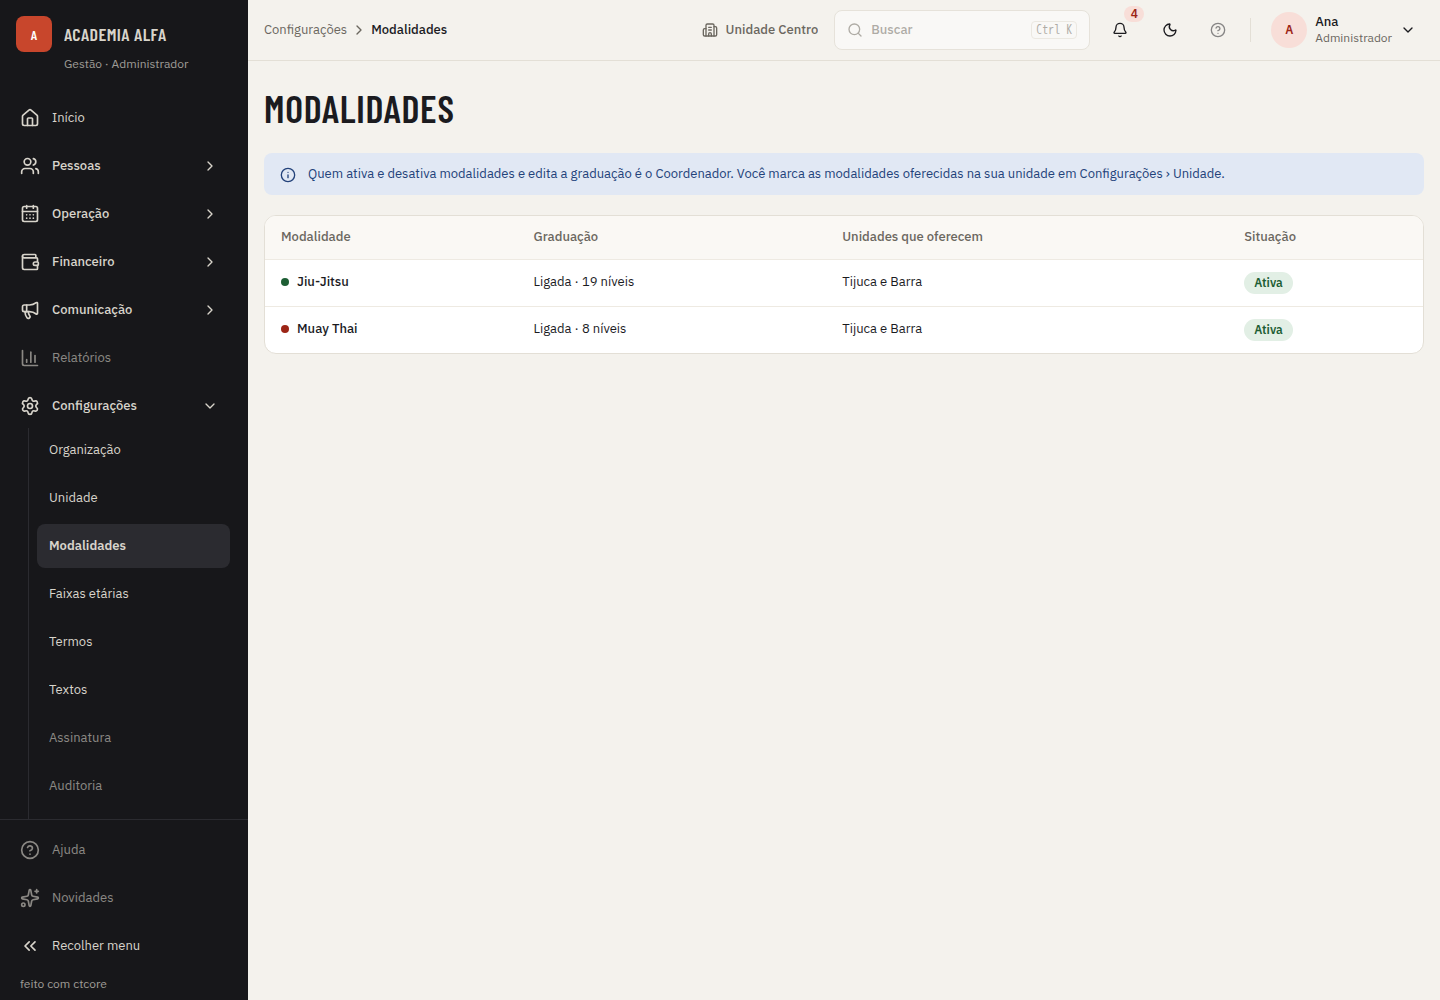 A
ACADEMIA ALFA
Gestão · Administrador
Início
Pessoas
Operação
Financeiro
Comunicação
Relatórios
Configurações
Organização
Unidade
Modalidades
Faixas etárias
Termos
Textos
Assinatura
Auditoria
Ajuda
Novidades
Recolher menu
feito com ctcore
Configurações > Modalidades
Unidade Centro
Buscar
Ctrl K
4
A
Ana
Administrador
MODALIDADES
Quem ativa e desativa modalidades e edita a graduação é o Coordenador. Você marca as modalidades oferecidas na sua unidade em Configurações › Unidade.
Modalidade Graduação Unidades que oferecem Situação
Jiu-Jitsu Ligada · 19 níveis Tijuca e Barra Ativa
Muay Thai Ligada · 8 níveis Tijuca e Barra Ativa